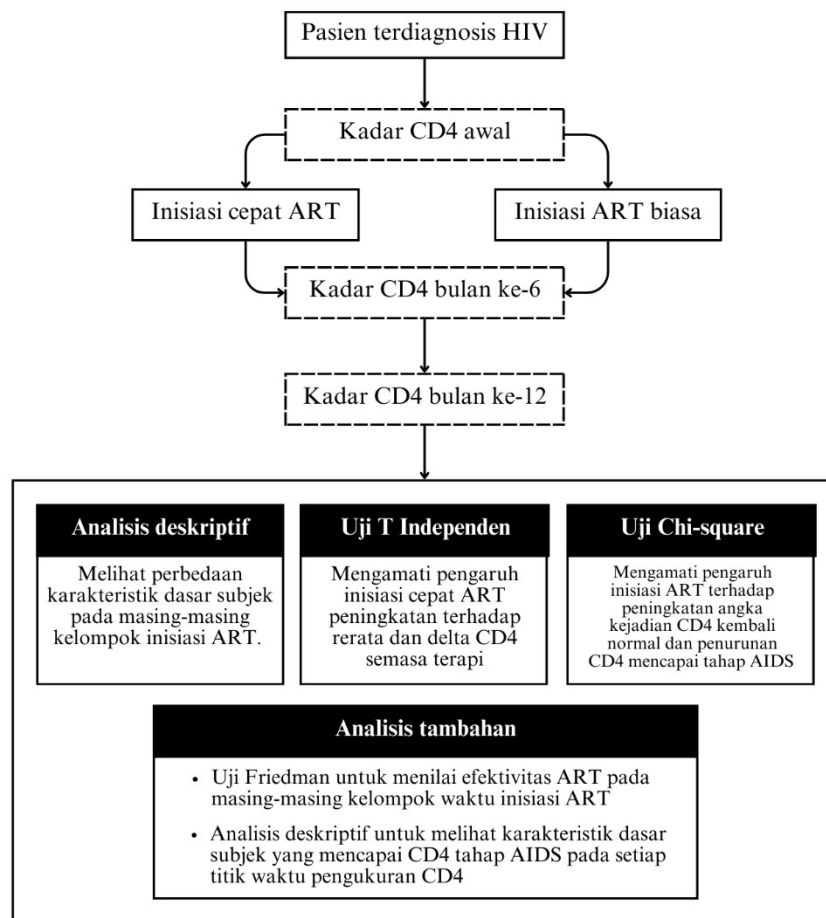 Pasien terdiagnosis HIV
Kadar CD4 awal
Inisiasi cepat ART
Inisiasi ART biasa
Kadar CD4 bulan ke-6
Kadar CD4 bulan ke-12
Analisis deskriptif
Melihat perbedaan
karakteristik dasar subjek
pada masing-masing
kelompok inisiasi ART.
Uji T Independen
Mengamati pengaruh
inisiasi cepat ART
peningkatan terhadap
rerata dan delta CD4
semasa terapi
Uji Chi-square
Mengamati pengaruh
inisiasi ART terhadap
peningkatan angka
kejadian CD4 kembali
normal dan penurunan
CD4 mencapai tahap AIDS
Analisis tambahan
• Uji Friedman untuk menilai efektivitas ART pada
masing-masing kelompok waktu inisiasi ART
• Analisis deskriptif untuk melihat karakteristik dasar
subjek yang mencapai CD4 tahap AIDS pada setiap
titik waktu pengukuran CD4